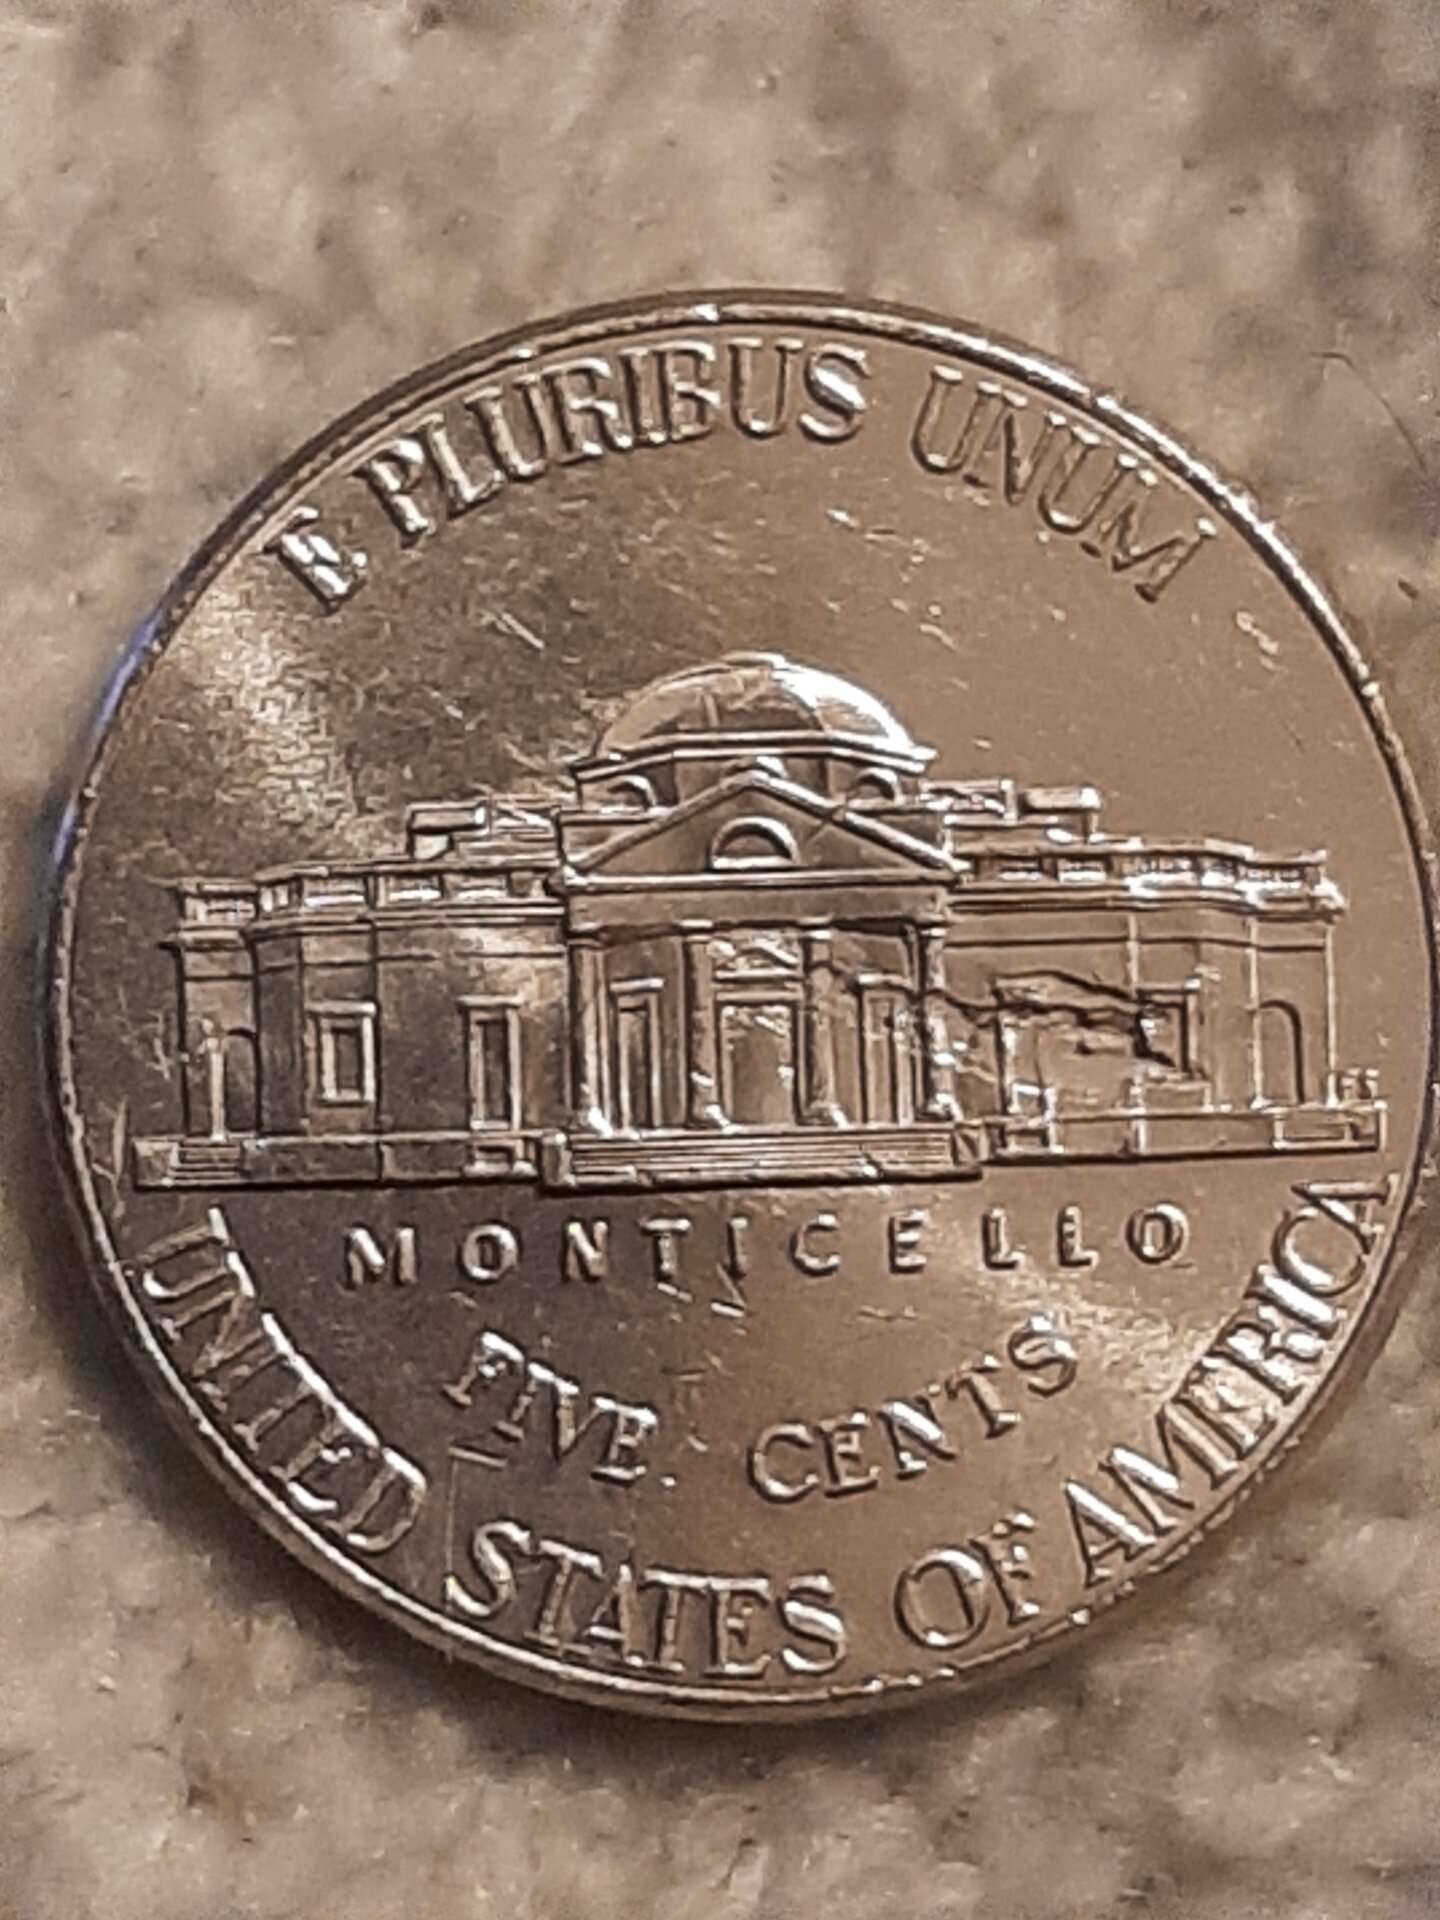 E PLURIBUS UNUM
MONTICELLO
FIVE CENTS
UNITED STATES OF AMERICA